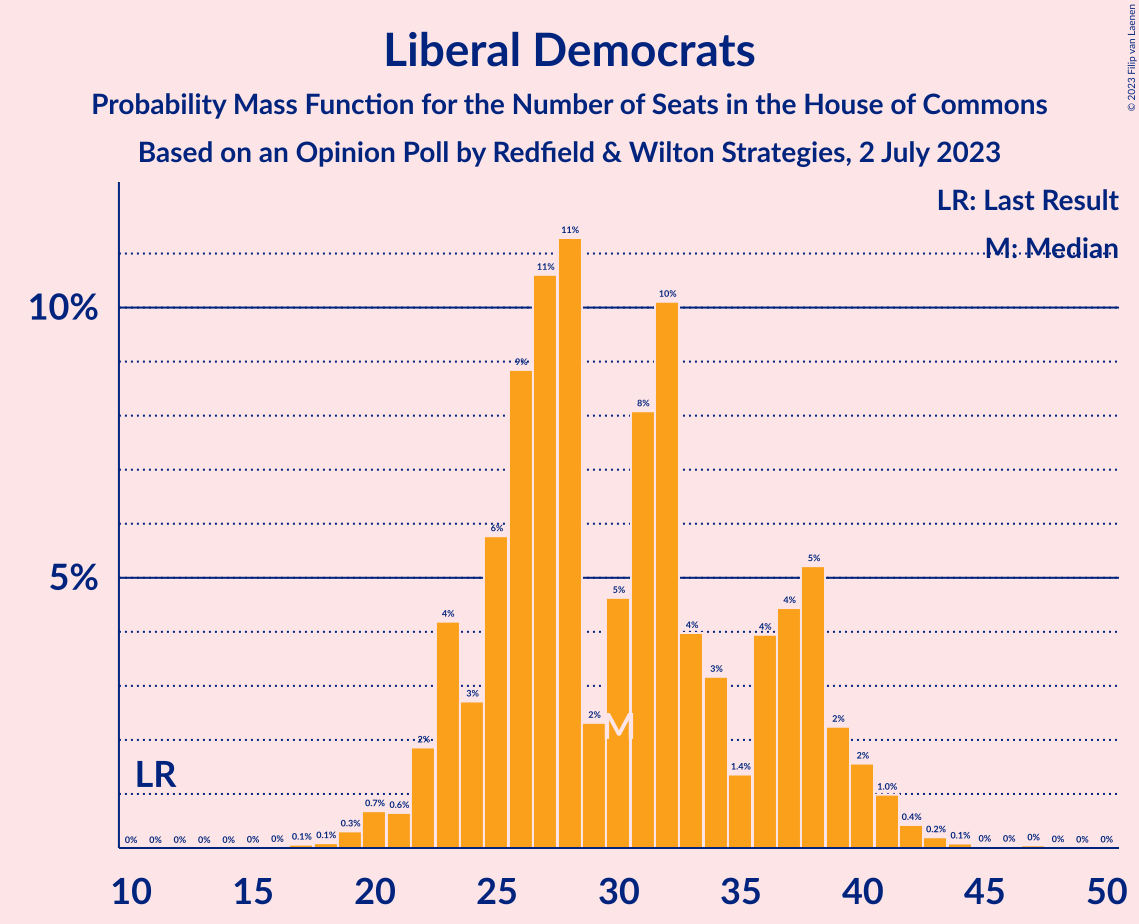 Liberal Democrats
Probability Mass Function for the Number of Seats in the House of Commons
Based on an Opinion Poll by Redfield & Wilton Strategies, 2 July 2023
© 2023 Filip van Laenen
LR: Last Result
M: Median
10%
5%
LR
M
0% 0% 0% 0% 0% 0% 0% 0.1% 0.1% 0.3% 0.7% 0.6% 2% 4% 3% 6% 9% 11% 11% 2% 5% 8% 10% 4% 3% 1.4% 4% 4% 5% 2% 2% 1.0% 0.4% 0.2% 0.1% 0% 0% 0% 0% 0% 0%
10 15 20 25 30 35 40 45 50